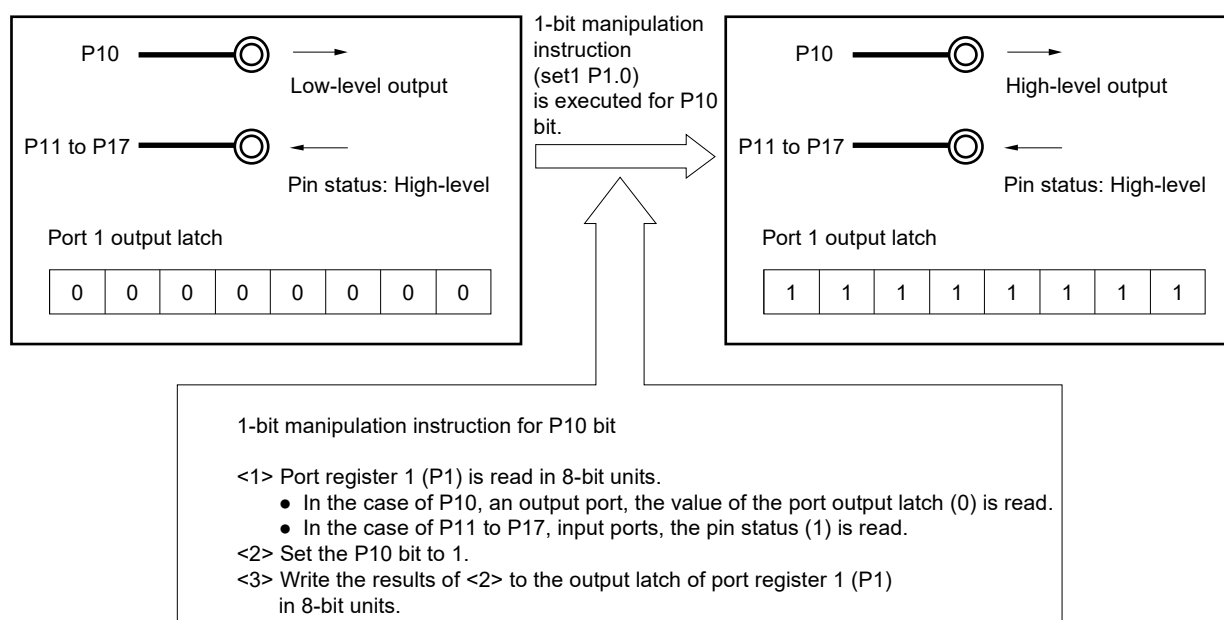 P10
Low-level output
P11 to P17
Pin status: High-level
Port 1 output latch
0 0 0 0 0 0 0 0
1-bit manipulation
instruction
(set1 P1.0)
is executed for P10
bit.
P10
High-level output
P11 to P17
Pin status: High-level
Port 1 output latch
1 1 1 1 1 1 1 1
1-bit manipulation instruction for P10 bit
<1> Port register 1 (P1) is read in 8-bit units.
● In the case of P10, an output port, the value of the port output latch (0) is read.
● In the case of P11 to P17, input ports, the pin status (1) is read.
<2> Set the P10 bit to 1.
<3> Write the results of <2> to the output latch of port register 1 (P1)
in 8-bit units.